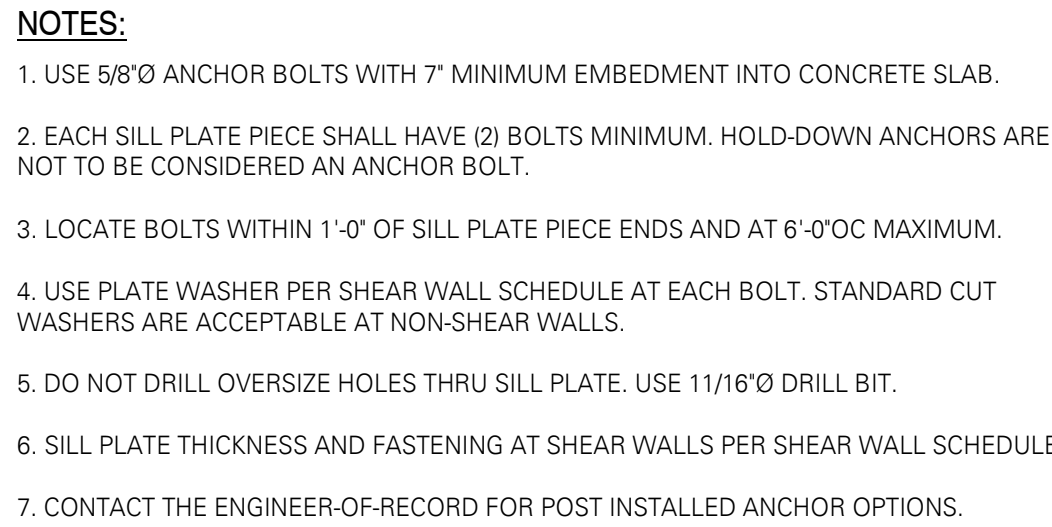 NOTES:
1. USE 5/8"Ø ANCHOR BOLTS WITH 7" MINIMUM EMBEDMENT INTO CONCRETE SLAB.
2. EACH SILL PLATE PIECE SHALL HAVE (2) BOLTS MINIMUM. HOLD-DOWN ANCHORS ARE
NOT TO BE CONSIDERED AN ANCHOR BOLT.
3. LOCATE BOLTS WITHIN 1'-0" OF SILL PLATE PIECE ENDS AND AT 6'-0"OC MAXIMUM.
4. USE PLATE WASHER PER SHEAR WALL SCHEDULE AT EACH BOLT. STANDARD CUT
WASHERS ARE ACCEPTABLE AT NON-SHEAR WALLS.
5. DO NOT DRILL OVERSIZE HOLES THRU SILL PLATE. USE 11/16"Ø DRILL BIT.
6. SILL PLATE THICKNESS AND FASTENING AT SHEAR WALLS PER SHEAR WALL SCHEDULE
7. CONTACT THE ENGINEER-OF-RECORD FOR POST INSTALLED ANCHOR OPTIONS.